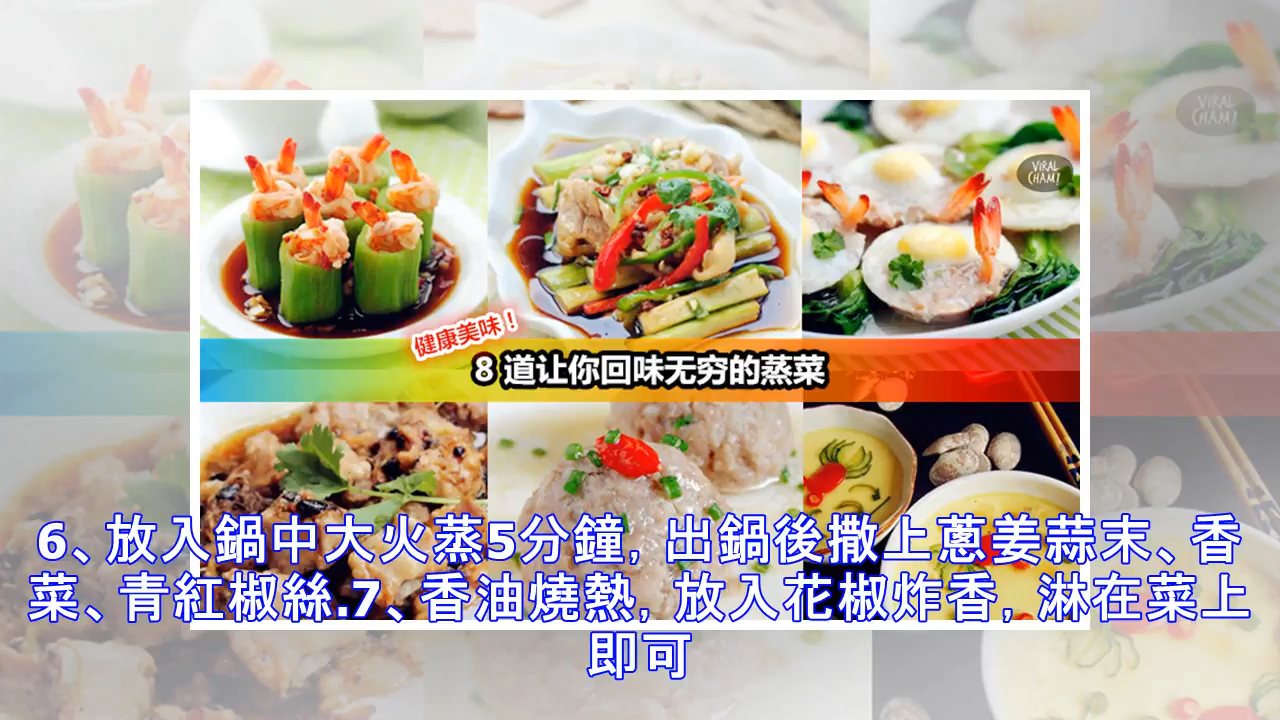 VIRAL
CHAM!
VIRAL
CHAM!
健康美味！
8 道让你回味无穷的蒸菜
6、放入鍋中大火蒸5分鐘，出鍋後撒上蔥姜蒜末、香
菜、青紅椒絲.7、香油燒熱，放入花椒炸香，淋在菜上
即可